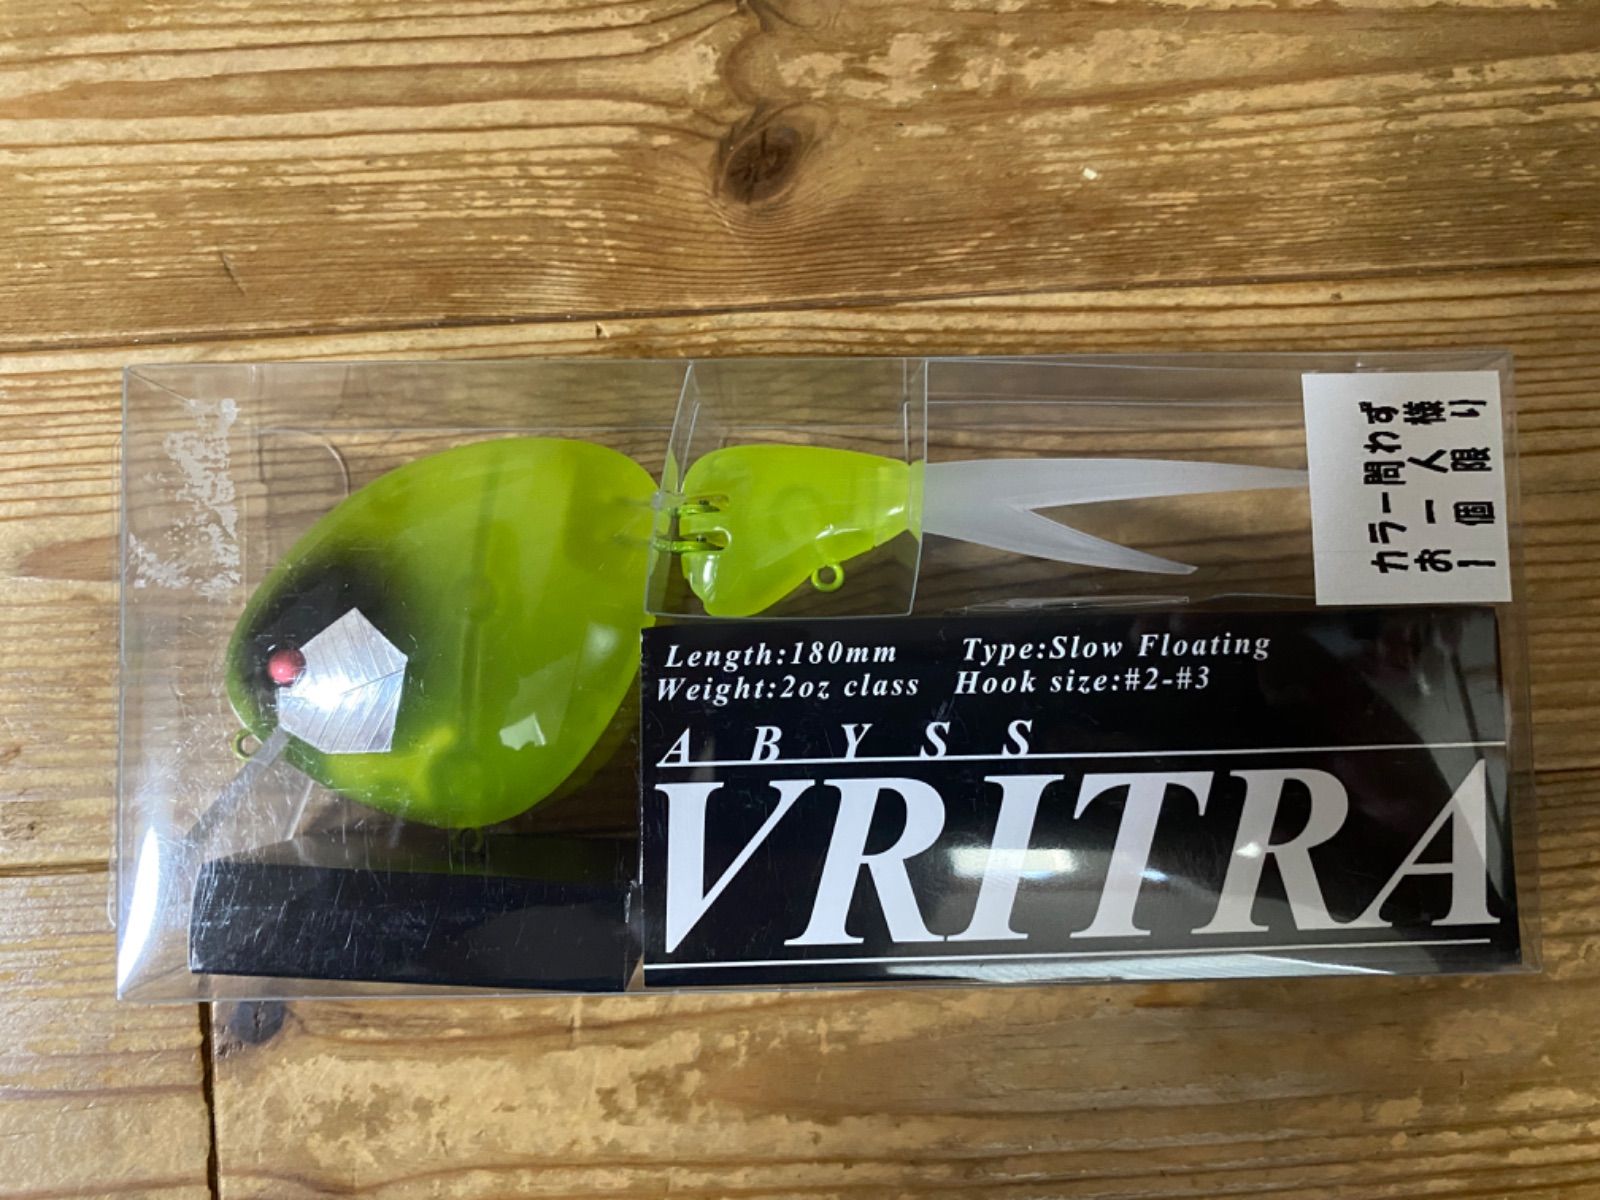 カラー問わず
お一人様
一個限り
Length:180mm Type:Slow Floating
Weight:2oz class Hook size:#2-#3
ABYSS
VRITRA